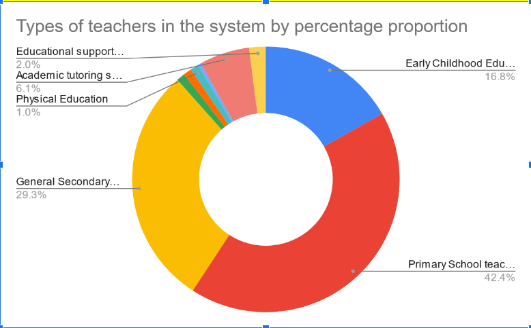 Types of teachers in the system by percentage proportion
Educational support…
2.0%
Academic tutoring s…
6.1%
Physical Education
1.0%
General Secondary…
29.3%
Early Childhood Edu…
16.8%
Primary School teac…
42.4%